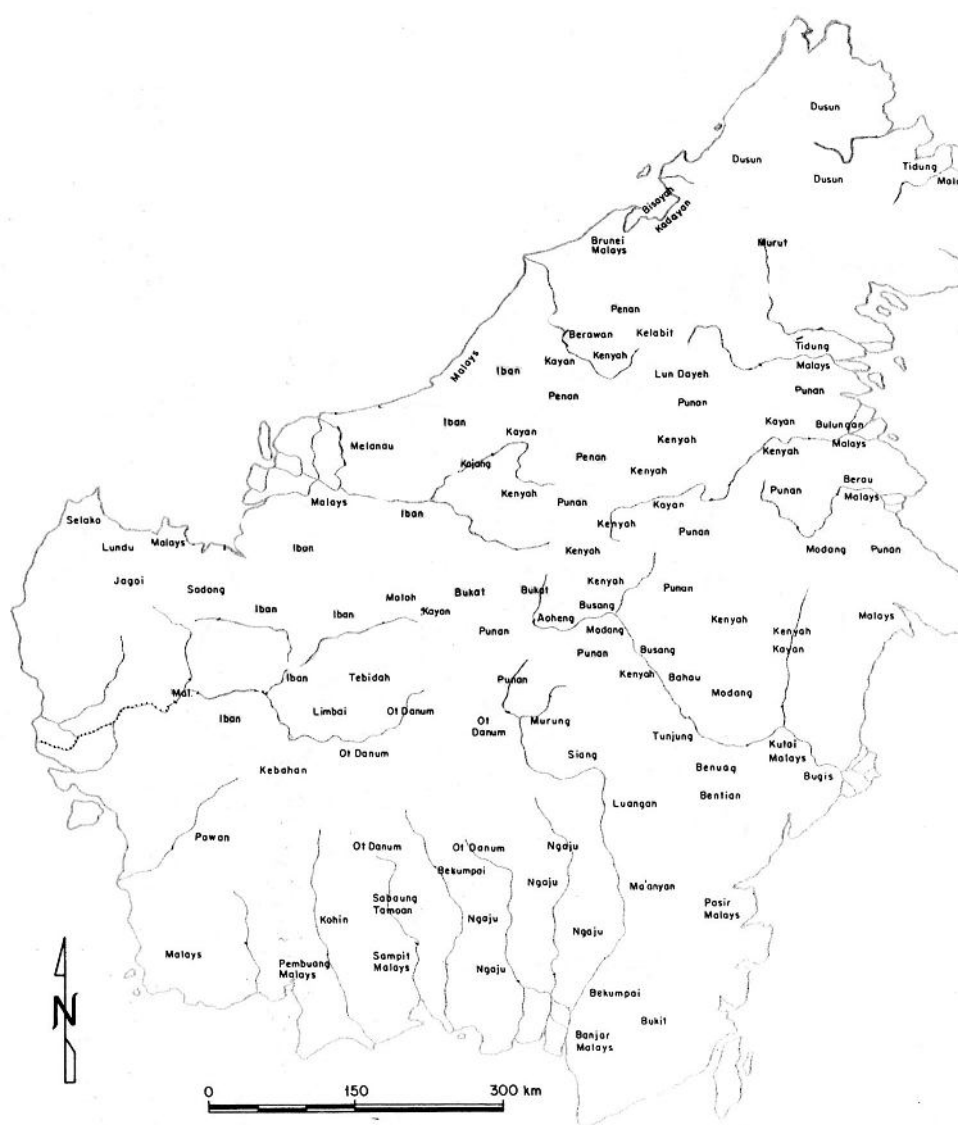 Dusun
Dusun
Dusun
Tidung
Bisayah
Kadayan
Brunei
Malays
Murut
Penan
Berawan
Kelabit
Tidung
Malays
Kenyah
Kayan
Malays
Iban
Lun Dayeh
Penan
Punan
Punan
Iban
Kayan
Kayan
Bulungan
Malays
Melanau
Kenyah
Kenyah
Kajang
Penan
Kenyah
Berau
Malays
Kenyah
Punan
Malays
Punan
Kayan
Iban
Selako
Kenyah
Punan
Lundu
Malays
Iban
Kenyah
Modang
Punan
Jagoi
Sadong
Bukat
Bukat
Kenyah
Punan
Maloh
Kayan
Iban
Iban
Busang
Aoheng
Kenyah
Malays
Punan
Modang
Kenyah
Kayan
Punan
Busang
Iban
Tebidah
Punan
Kenyah
Bahau
Mal.
Modang
Iban
Limbai
Ot Danum
Ot
Danum
Murung
Tunjung
Kutai
Malays
Ot Danum
Siang
Kebahan
Benuaq
Bugis
Bentian
Luangan
Pawan
Ot Danum
Ot Danum
Ngaju
Bekumpai
Ngaju
Ma'anyan
Sabaung
Tamoan
Pasir
Malays
Kohin
Ngaju
Ngaju
Malays
Pembuang
Malays
Sampit
Malays
Ngaju
Bekumpai
Bukit
Banjar
Malays
N
0 150 300 km